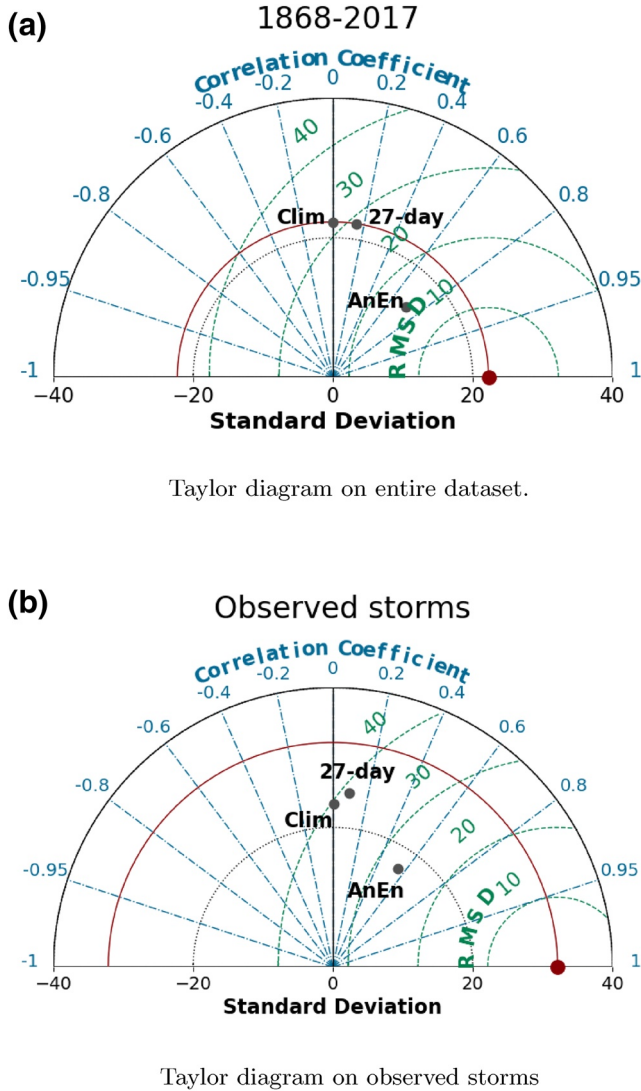 (a)
1868-2017
Correlation Coefficient
-0.4 -0.2 0 0.2 0.4
-0.6 0.6
-0.8 0.8
-0.95 0.95
-1 1
40
30
20
10
Clim 27-day
AnEn
RMSD
−40 −20 0 20 40
Standard Deviation
Taylor diagram on entire dataset.
(b)
Observed storms
Correlation Coefficient
-0.4 -0.2 0 0.2 0.4
-0.6 0.6
-0.8 0.8
-0.95 0.95
-1 1
40
30
20
10
27-day
Clim
AnEn
RMSD
−40 −20 0 20 40
Standard Deviation
Taylor diagram on observed storms